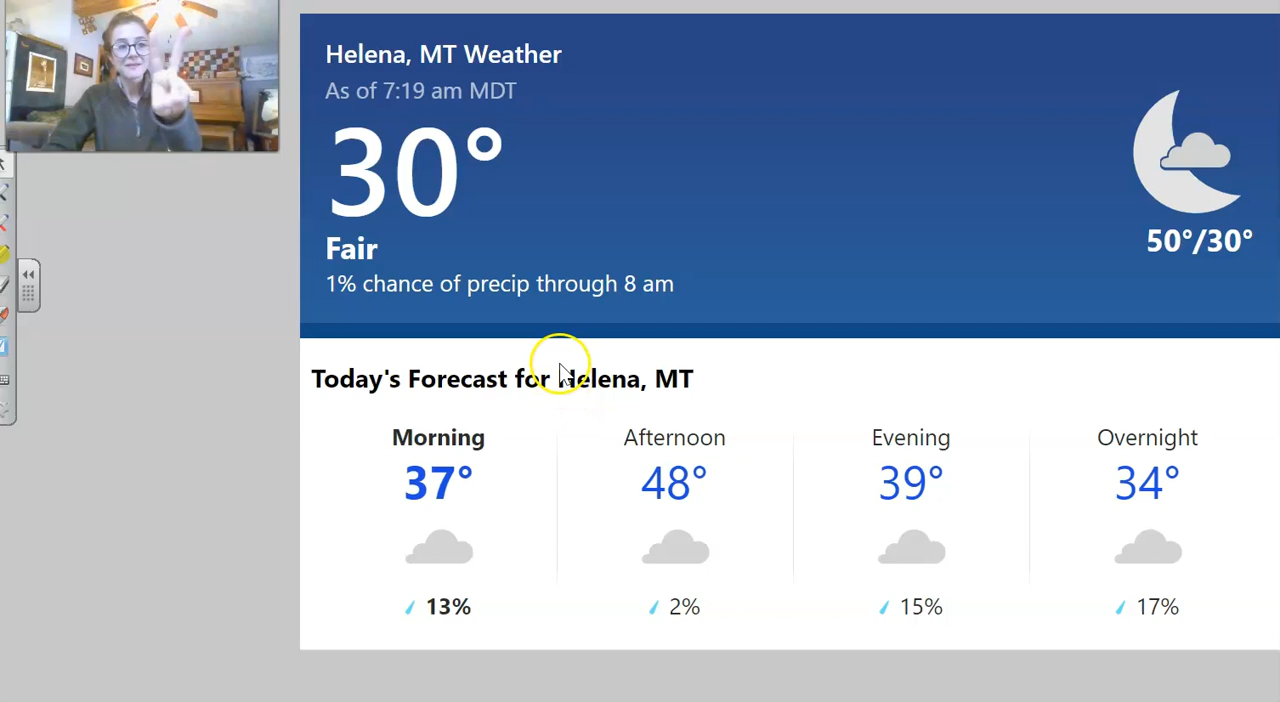 Helena, MT Weather
As of 7:19 am MDT
30°
Fair
1% chance of precip through 8 am
50°/30°
Today's Forecast for Helena, MT
Morning Afternoon Evening Overnight
37° 48° 39° 34°
13% 2% 15% 17%